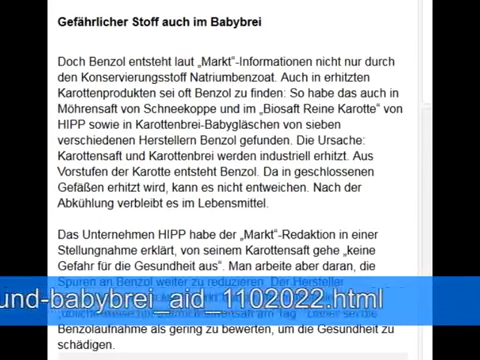 Gefährlicher Stoff auch im Babybrei
Doch Benzol entsteht laut „Markt“-Informationen nicht nur durch
den Konservierungsstoff Natriumbenzoat. Auch in erhitzten
Karottenprodukten sei oft Benzol zu finden: So habe das auch in
Möhrensaft von Schneekoppe und im „Biosaft Reine Karotte“ von
HIPP sowie in Karottenbrei-Babygläschen von sieben
verschiedenen Herstellern Benzol gefunden. Die Ursache:
Karottensaft und Karottenbrei werden industriell erhitzt. Aus
Vorstufen der Karotte entsteht Benzol. Da in geschlossenen
Gefäßen erhitzt wird, kann es nicht entweichen. Nach der
Abkühlung verbleibt es im Lebensmittel.
Das Unternehmen HIPP habe der „Markt“-Redaktion in einer
Stellungnahme erklärt, von seinem Karottensaft gehe „keine
Gefahr für die Gesundheit aus“. Man arbeite aber daran, die
Spuren an Benzol weiter zu reduzieren. Der Hersteller
und-babybrei_aid_1102022.html
Benzolaufnahme als gering zu bewerten, um die Gesundheit zu
schädigen.